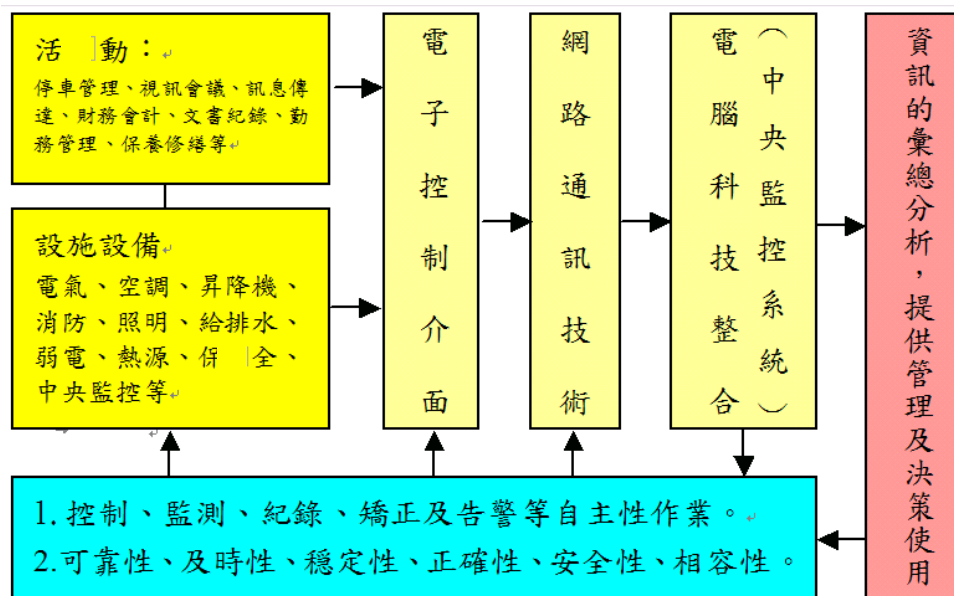 活動：
停車管理、視訊會議、訊息傳
達、財務會計、文書紀錄、勤
務管理、保養修繕等
設施設備
電氣、空調、昇降機、
消防、照明、給排水、
弱電、熱源、保全、
中央監控等
電子控制介面
網路通訊技術
電腦科技整合
（中央監控系統）
資訊的彙總分析，提供管理及決策使用
1.控制、監測、紀錄、矯正及告警等自主性作業。
2.可靠性、及時性、穩定性、正確性、安全性、相容性。